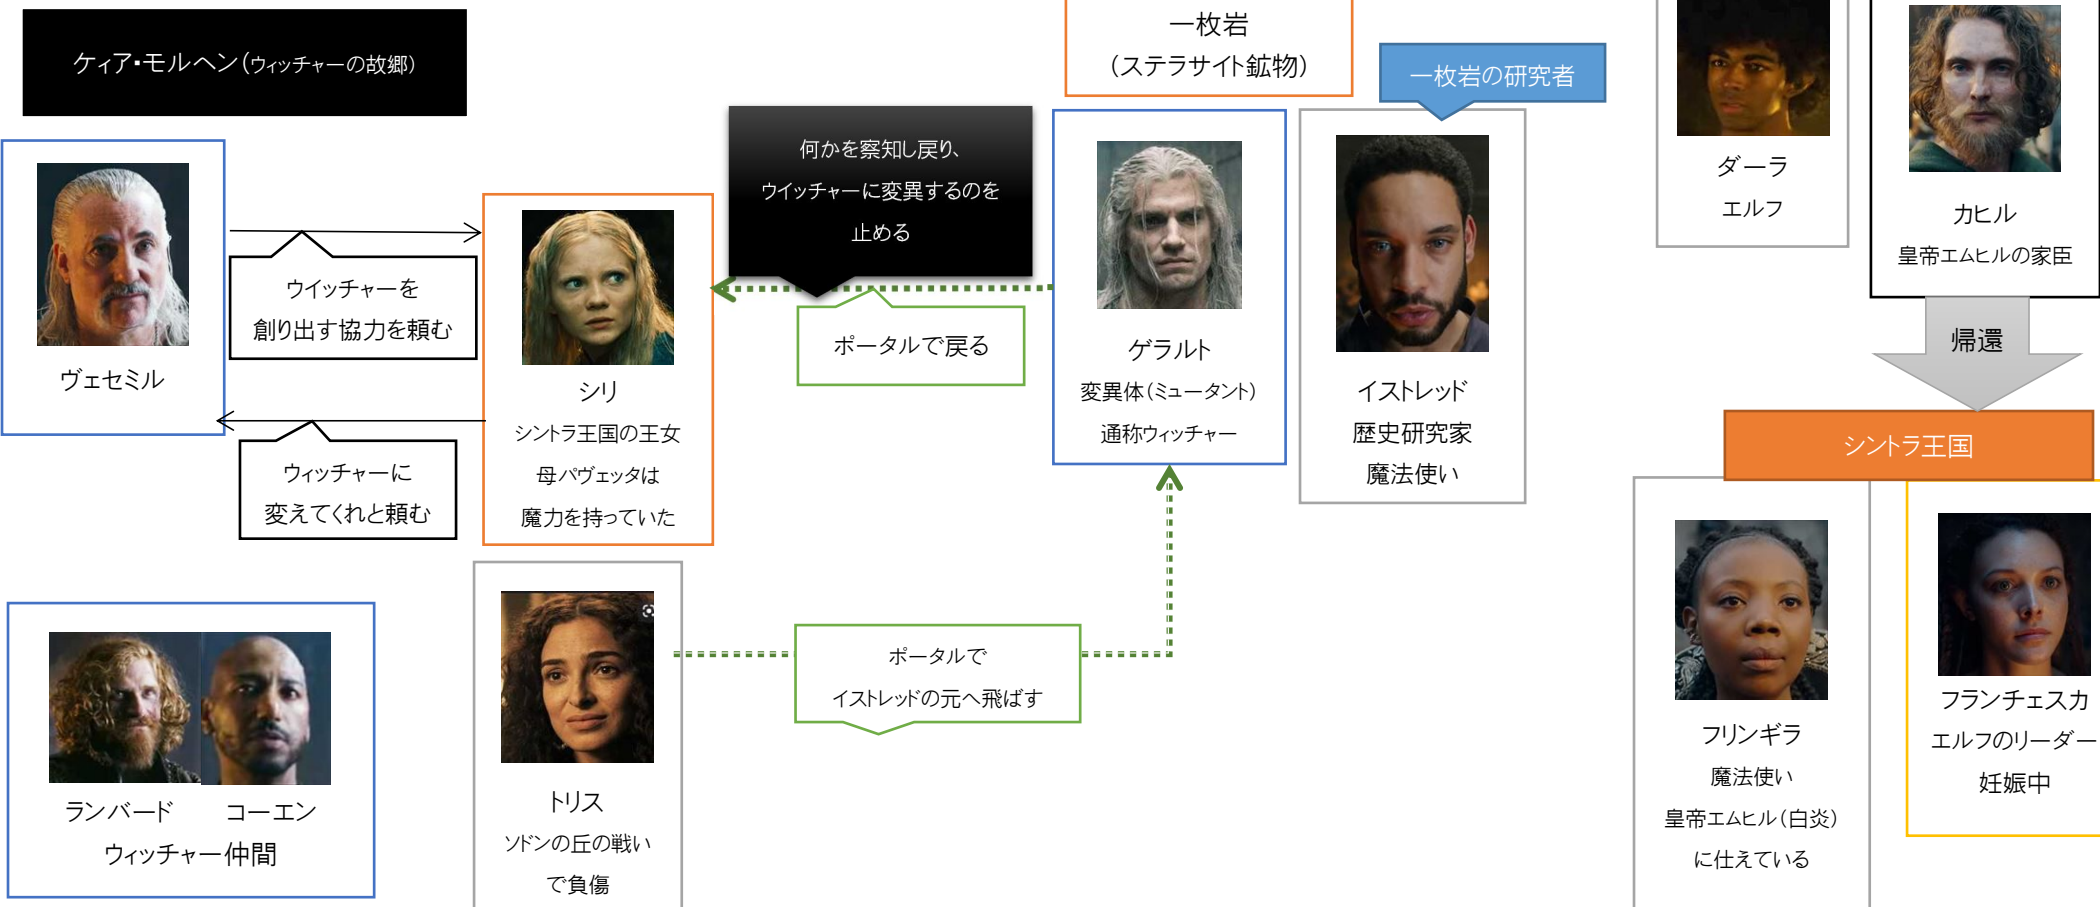 ケィア・モルヘン（ウィッチャーの故郷）
一枚岩
（ステラサイト鉱物）
一枚岩の研究者
何かを察知し戻り、
ウイッチャーに変異するのを
止める
ヴェセミル
ウイッチャーを
創り出す協力を頼む
ウィッチャーに
変えてくれと頼む
シリ
シントラ王国の王女
母パヴェッタは
魔力を持っていた
ポータルで戻る
ゲラルト
変異体（ミュータント）
通称ウィッチャー
イストレッド
歴史研究家
魔法使い
ダーラ
エルフ
カヒル
皇帝エムヒルの家臣
帰還
シントラ王国
ランバード
コーエン
ウィッチャー仲間
トリス
ソドンの丘の戦い
で負傷
ポータルで
イストレッドの元へ飛ばす
フリンギラ
魔法使い
皇帝エムヒル（白炎）
に仕えている
フランチェスカ
エルフのリーダー
妊娠中